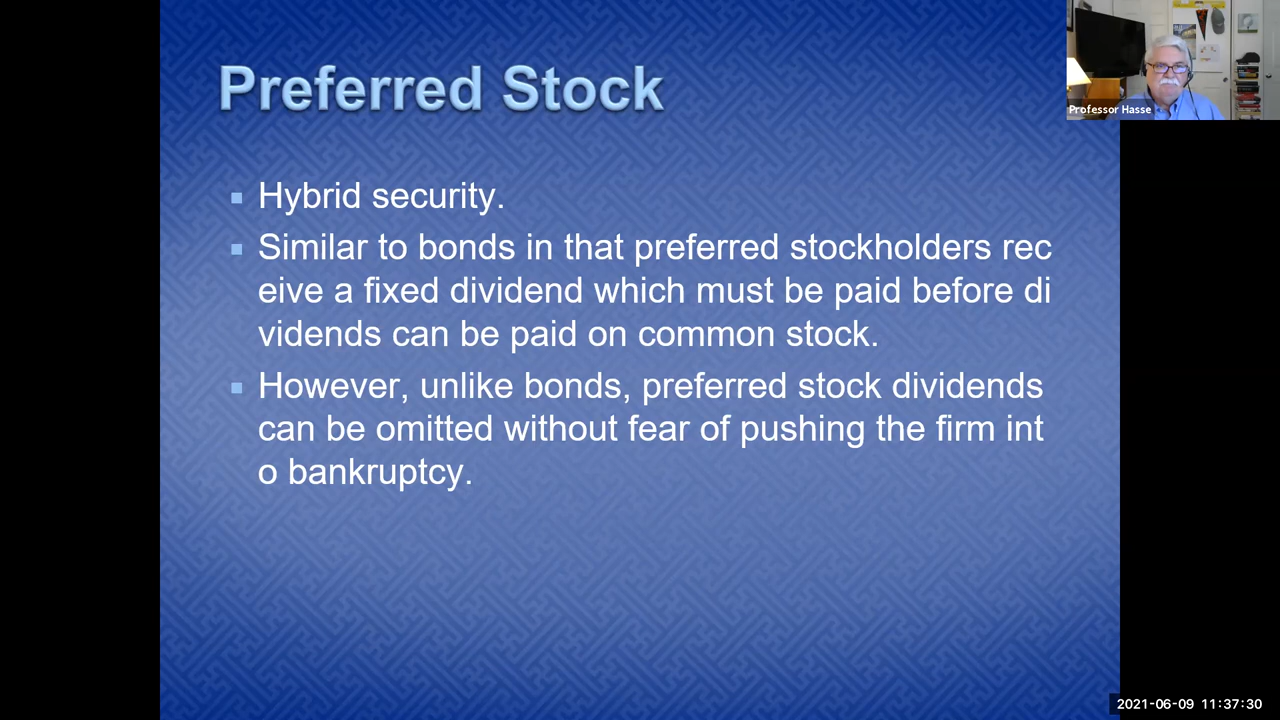 Preferred Stock
Hybrid security.
Similar to bonds in that preferred stockholders rec
eive a fixed dividend which must be paid before di
vidends can be paid on common stock.
However, unlike bonds, preferred stock dividends
can be omitted without fear of pushing the firm int
o bankruptcy.
Professor Hasse
2021-06-09 11:37:30